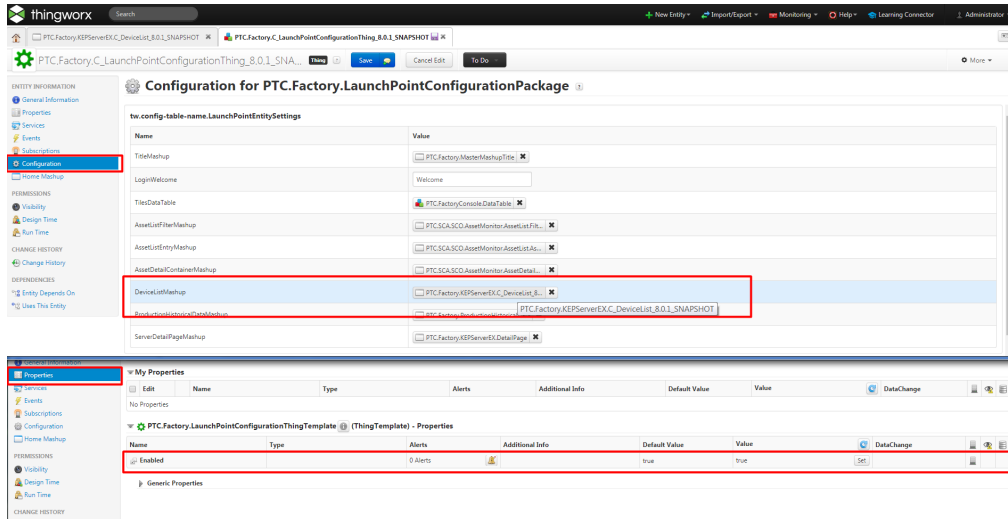 thingworx
Search
New Entity
Import/Export
Monitoring
Help
Learning Connector
Administrator
PTC.Factory.KEPServerEX.C_DeviceList_8.0.1_SNAPSHOT
PTC.Factory.C_LaunchPointConfigurationThing_8.0.1_SNAPSHOT
PTC.Factory.C_LaunchPointConfigurationThing_8.0.1_SNA...
Thing
Save
Cancel Edit
To Do
More
ENTITY INFORMATION
General Information
Properties
Services
Events
Subscriptions
Configuration
Home Mashup
PERMISSIONS
Visibility
Design Time
Run Time
CHANGE HISTORY
Change History
DEPENDENCIES
Entity Depends On
Uses This Entity
Configuration for PTC.Factory.LaunchPointConfigurationPackage
tw.config-table-name.LaunchPointEntitySettings
Name Value
TitleMashup PTC.Factory.MasterMashupTitle
LoginWelcome Welcome
TilesDataTable PTC.FactoryConsole.DataTable
AssetListFilterMashup PTC.SCA.SCO.AssetMonitor.AssetList.Filt...
AssetListEntryMashup PTC.SCA.SCO.AssetMonitor.AssetList.As...
AssetDetailContainerMashup PTC.SCA.SCO.AssetMonitor.AssetDetail...
DeviceListMashup PTC.Factory.KEPServerEX.C_DeviceList_8...
PTC.Factory.KEPServerEX.C_DeviceList_8.0.1_SNAPSHOT
ProductionHistoricalDataMashup PTC.Factory.ProductionHistorical
ServerDetailPageMashup PTC.Factory.KEPServerEX.DetailPage
General Information
Properties
Services
Events
Subscriptions
Configuration
Home Mashup
PERMISSIONS
Visibility
Design Time
Run Time
CHANGE HISTORY
My Properties
Edit Name Type Alerts Additional Info Default Value Value DataChange
No Properties
PTC.Factory.LaunchPointConfigurationThingTemplate (ThingTemplate) - Properties
Name Type Alerts Additional Info Default Value Value DataChange
Enabled 0 Alerts true true Set
Generic Properties